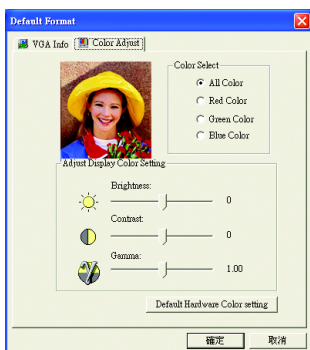 Default Format
VGA Info
Color Adjust
Color Select
All Color
Red Color
Green Color
Blue Color
Adjust Display Color Setting
Brightness:
0
Contrast:
0
Gamma:
1.00
Default Hardware Color setting
確定
取消